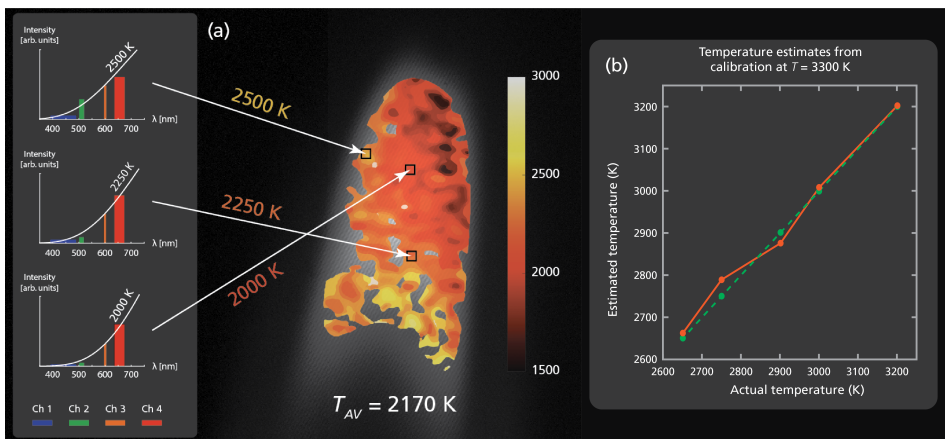 Intensity
[arb. units]
2500 K
400 500 600 700 λ [nm]
Intensity
[arb. units]
2250 K
400 500 600 700 λ [nm]
Intensity
[arb. units]
2000 K
400 500 600 700 λ [nm]
Ch 1 Ch 2 Ch 3 Ch 4
(a)
2500 K
2250 K
2000 K
3000
2500
2000
1500
T_AV = 2170 K
(b)
Temperature estimates from
calibration at T = 3300 K
Estimated temperature (K)
3200
3100
3000
2900
2800
2700
2600
2600 2700 2800 2900 3000 3100 3200
Actual temperature (K)